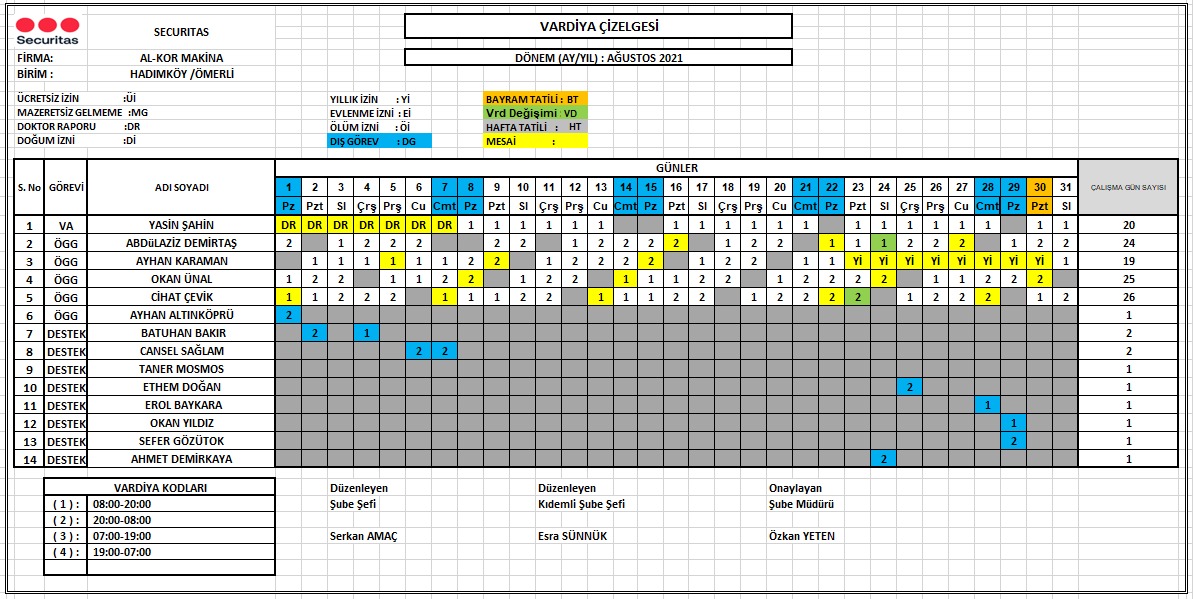 Securitas
SECURITAS
VARDİYA ÇİZELGESİ
FİRMA: AL-KOR MAKİNA
DÖNEM (AY/YIL) : AĞUSTOS 2021
BİRİM : HADIMKÖY /ÖMERLİ
ÜCRETSİZ İZİN :Üİ YILLIK İZİN : Yİ BAYRAM TATİLİ : BT
MAZERETSİZ GELMEME :MG EVLENME İZNİ : Eİ Vrd Değişimi : VD
DOKTOR RAPORU :DR ÖLÜM İZNİ : Öİ HAFTA TATİLİ : HT
DOĞUM İZNİ :Dİ DIŞ GÖREV : DG MESAİ :
S. No GÖREVİ ADI SOYADI GÜNLER ÇALIŞMA GÜN SAYISI
1 2 3 4 5 6 7 8 9 10 11 12 13 14 15 16 17 18 19 20 21 22 23 24 25 26 27 28 29 30 31
Pz Pzt Sl Çrş Prş Cu Cmt Pz Pzt Sl Çrş Prş Cu Cmt Pz Pzt Sl Çrş Prş Cu Cmt Pz Pzt Sl Çrş Prş Cu Cmt Pz Pzt Sl
1 VA YASİN ŞAHİN DR DR DR DR DR DR DR 1 1 1 1 1 1 1 1 1 1 1 1 1 1 1 1 1 1 1 1 20
2 ÖGG ABDüLAZİZ DEMİRTAŞ 2 1 2 2 2 2 2 1 2 2 2 2 1 2 2 1 1 1 2 2 2 1 2 2 24
3 ÖGG AYHAN KARAMAN 1 1 1 1 1 1 2 2 1 1 2 2 2 1 2 2 1 1 Yİ Yİ Yİ Yİ Yİ Yİ Yİ Yİ 1 19
4 ÖGG OKAN ÜNAL 1 2 2 1 1 2 2 1 2 2 1 1 2 2 2 1 2 2 2 2 1 1 2 2 2 25
5 ÖGG CİHAT ÇEVİK 1 1 2 2 2 1 1 1 2 2 1 1 1 2 2 1 2 2 2 2 1 2 2 2 1 2 26
6 ÖGG AYHAN ALTINKÖPRÜ 2 1
7 DESTEK BATUHAN BAKIR 2 1 2
8 DESTEK CANSEL SAĞLAM 2 2 2
9 DESTEK TANER MOSMOS 1
10 DESTEK ETHEM DOĞAN 2 1
11 DESTEK EROL BAYKARA 1 1
12 DESTEK OKAN YILDIZ 1 1
13 DESTEK SEFER GÖZÜTOK 2 1
14 DESTEK AHMET DEMİRKAYA 2 1
VARDİYA KODLARI
( 1 ) : 08:00-20:00
( 2 ) : 20:00-08:00
( 3 ) : 07:00-19:00
( 4 ) : 19:00-07:00
Düzenleyen Düzenleyen Onaylayan
Şube Şefi Kıdemli Şube Şefi Şube Müdürü
Serkan AMAÇ Esra SÜNNÜK Özkan YETEN